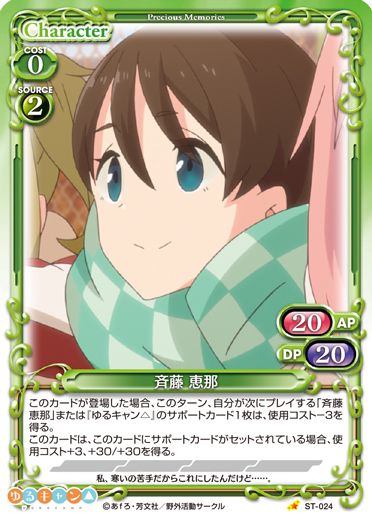 Precious Memories
Character
COST
0
SOURCE
2
20 AP
DP 20
斉藤 恵那
このカードが登場した場合、このターン、自分が次にプレイする「斉藤
恵那」または『ゆるキャン△』のサポートカード1枚は、使用コスト−3を
得る。
このカードは、このカードにサポートカードがセットされている場合、使
用コスト+3、+30/+30を得る。
私、寒いの苦手だからこれにしたんだけど……。
ゆるキャン△
©あfろ・芳文社/野外活動サークル
ST-024